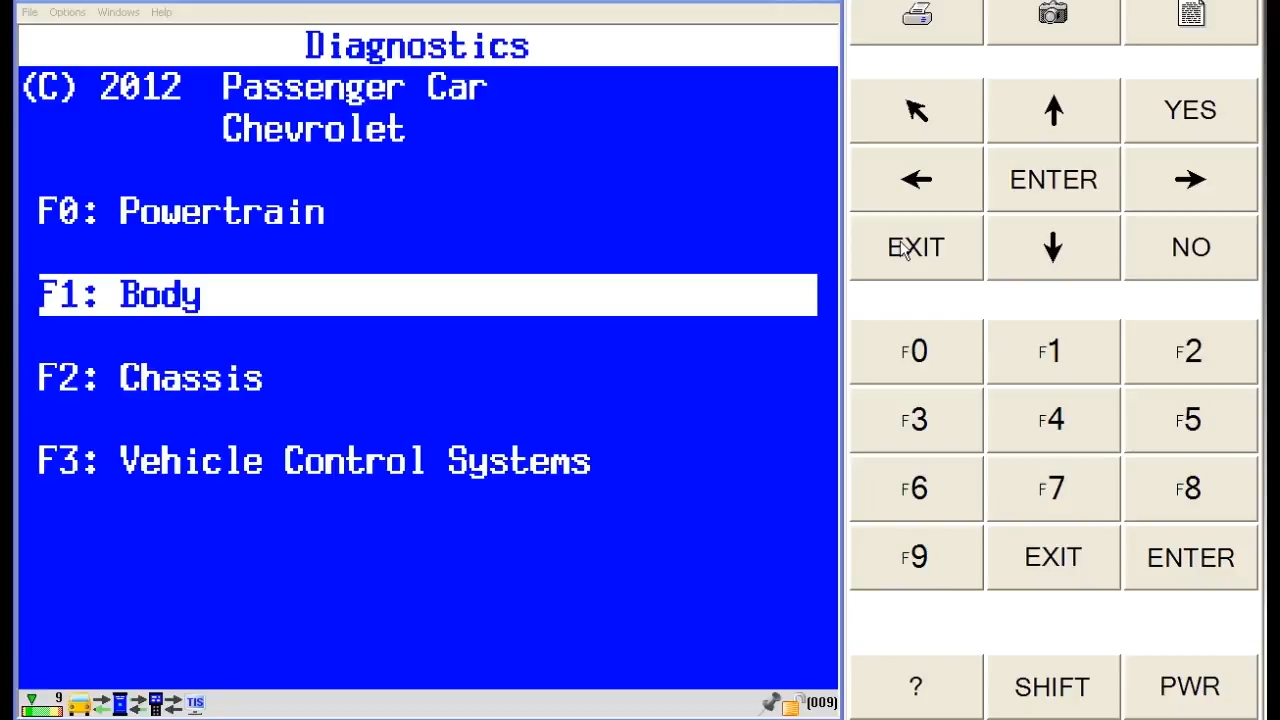 File Options Windows Help
Diagnostics
(C) 2012 Passenger Car
Chevrolet
F0: Powertrain
F1: Body
F2: Chassis
F3: Vehicle Control Systems
9
TIS
(009)
YES
ENTER
EXIT
NO
F0 F1 F2
F3 F4 F5
F6 F7 F8
F9 EXIT ENTER
? SHIFT PWR